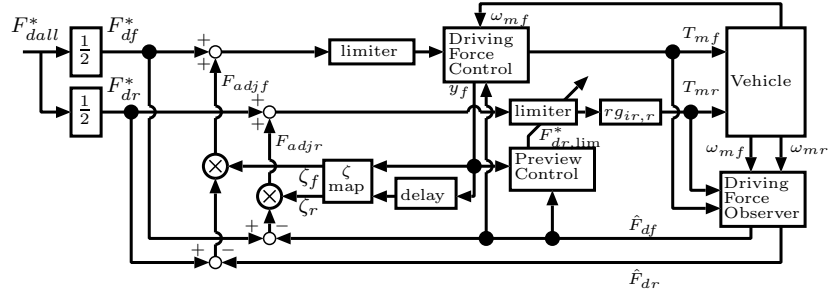 F*dall
1/2
F*df
+
+
limiter
ωmf
Driving
Force
Control
Tmf
Vehicle
1/2
F*dr
Fadjf
+
+
yf
limiter
rgir,r
Tmr
Fadjr
F*dr,lim
ωmf
ωmr
×
ζf
ζ
map
Preview
Control
×
ζr
delay
Driving
Force
Observer
+
−
F̂df
+
−
F̂dr